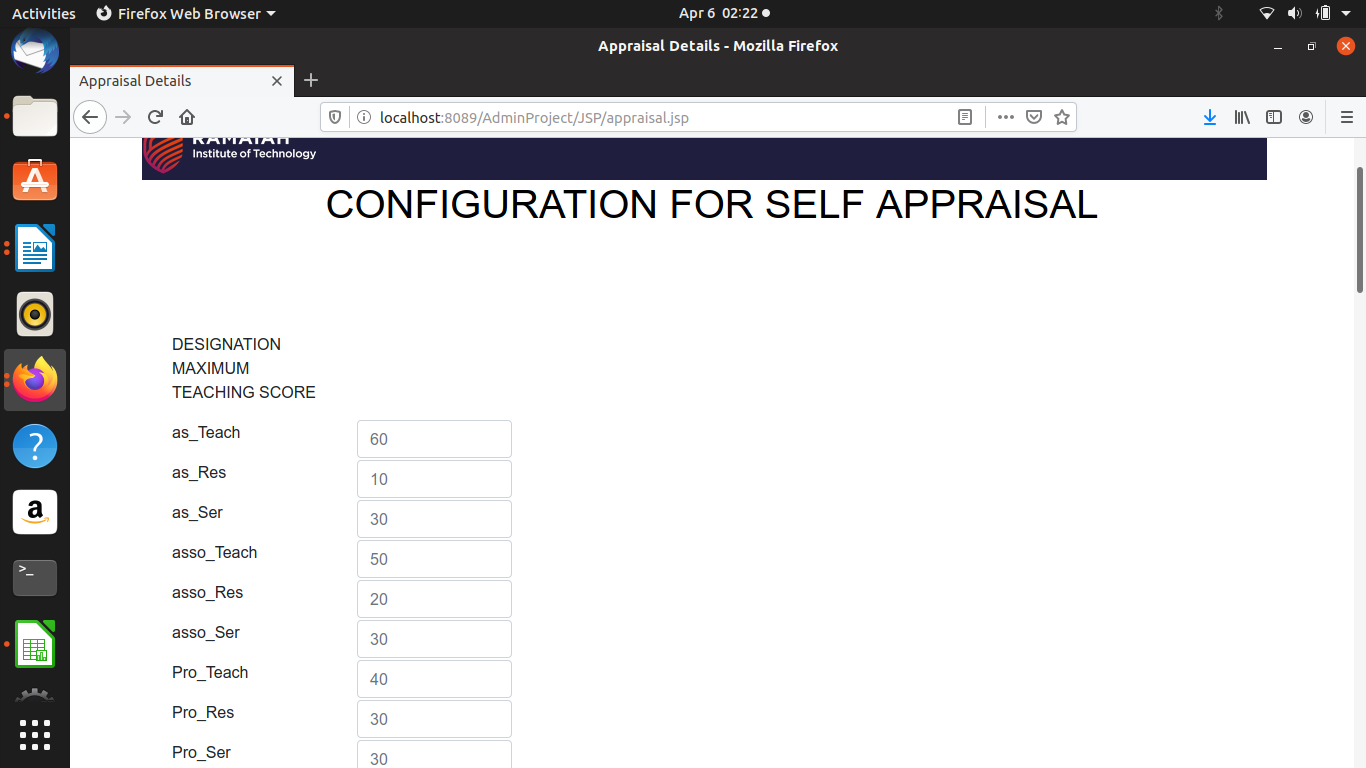 Activities
Firefox Web Browser
Apr 6 02:22
Appraisal Details - Mozilla Firefox
Appraisal Details
localhost:8089/AdminProject/JSP/appraisal.jsp
RAMAIAH
Institute of Technology
CONFIGURATION FOR SELF APPRAISAL
DESIGNATION
MAXIMUM
TEACHING SCORE
as_Teach 60
as_Res 10
as_Ser 30
asso_Teach 50
asso_Res 20
asso_Ser 30
Pro_Teach 40
Pro_Res 30
Pro_Ser 30